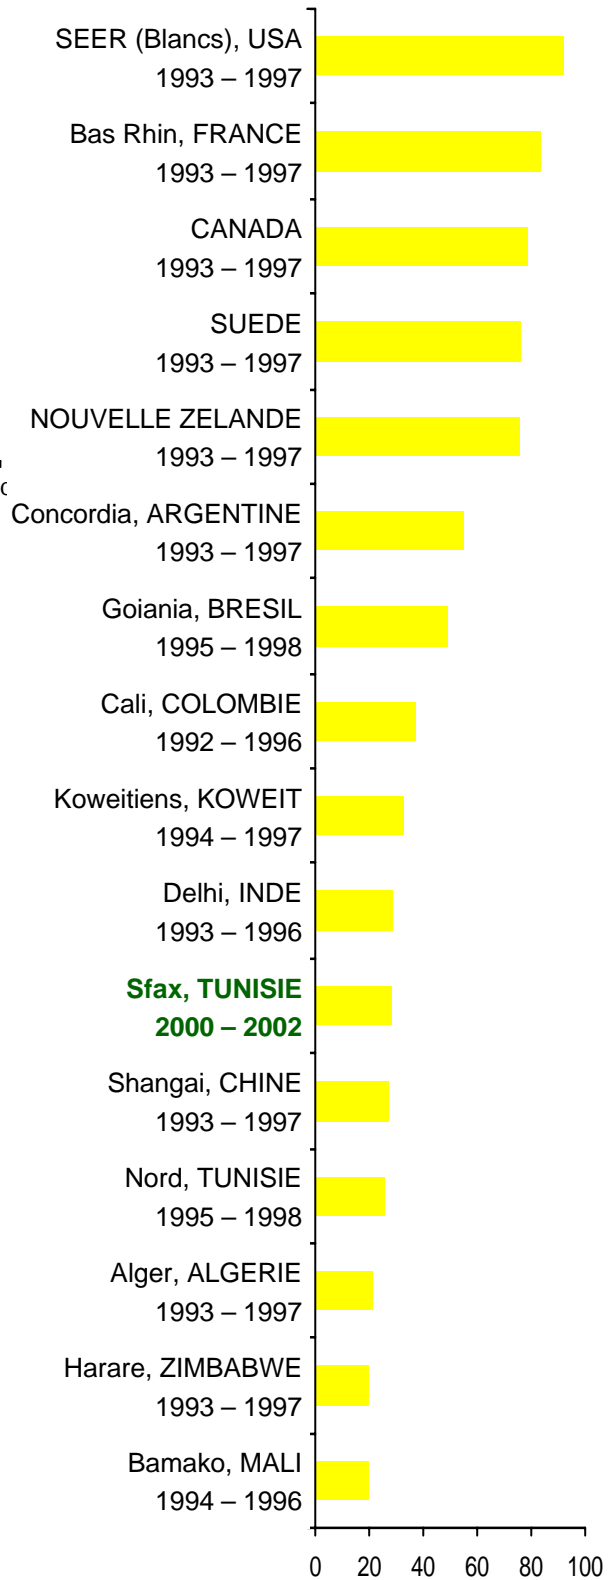 SEER (Blancs), USA
1993 – 1997
Bas Rhin, FRANCE
1993 – 1997
CANADA
1993 – 1997
SUEDE
1993 – 1997
NOUVELLE ZELANDE
1993 – 1997
Concordia, ARGENTINE
1993 – 1997
Goiania, BRESIL
1995 – 1998
Cali, COLOMBIE
1992 – 1996
Koweitiens, KOWEIT
1994 – 1997
Delhi, INDE
1993 – 1996
Sfax, TUNISIE
2000 – 2002
Shangai, CHINE
1993 – 1997
Nord, TUNISIE
1995 – 1998
Alger, ALGERIE
1993 – 1997
Harare, ZIMBABWE
1993 – 1997
Bamako, MALI
1994 – 1996
0 20 40 60 80 100